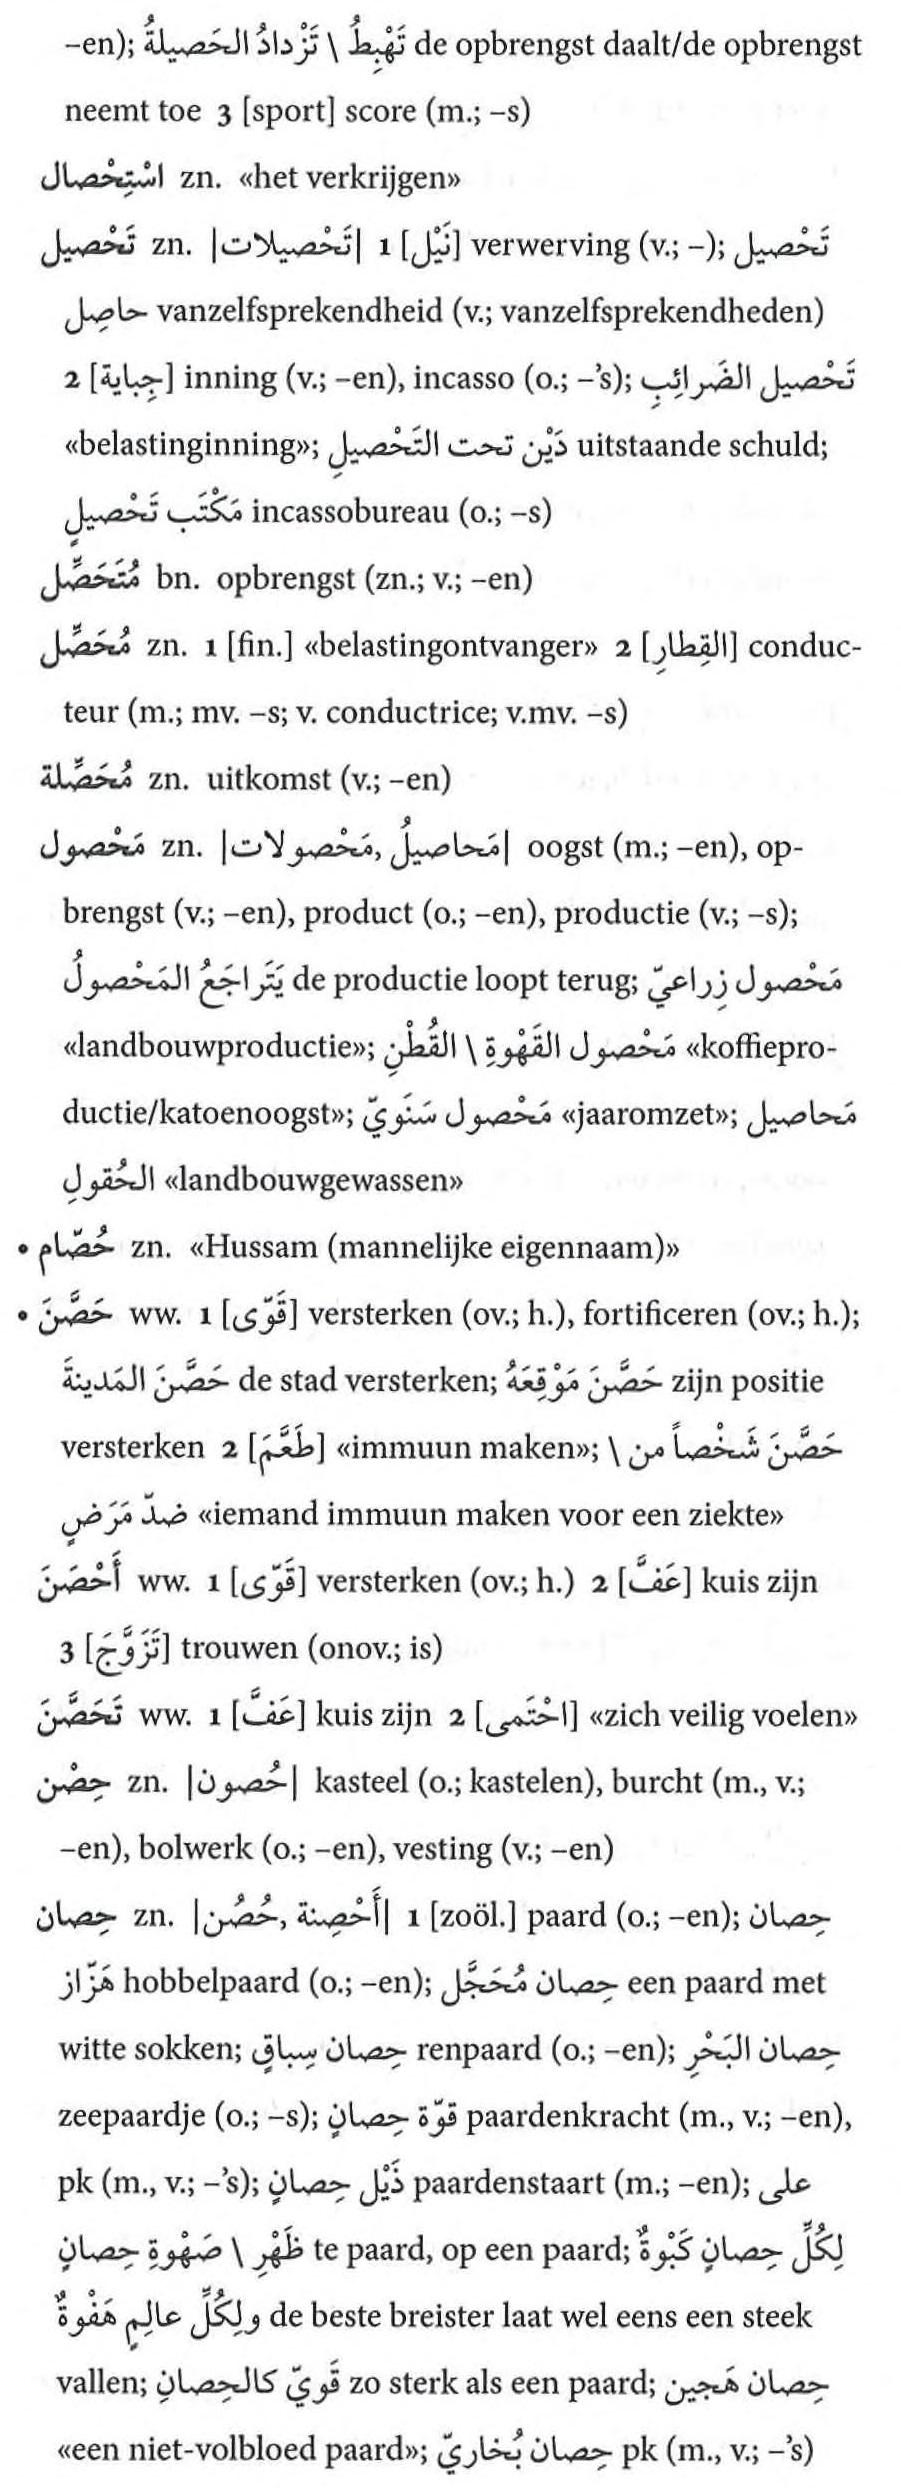 –en); تَهْبِطُ \ تَزْدادُ الحَصيلةُ de opbrengst daalt/de opbrengst
neemt toe 3 [sport] score (m.; –s)
اسْتِحْصال zn. «het verkrijgen»
تَحْصيل zn. |تَحْصيلات| 1 [نَيْل] verwerving (v.; –); تَحْصيل
حاصِل vanzelfsprekendheid (v.; vanzelfsprekendheden)
2 [جِباية] inning (v.; –en), incasso (o.; –’s); تَحْصيل الضَرائِبِ
«belastinginning»; دَيْن تحت التَحْصيلِ uitstaande schuld;
مَكْتَب تَحْصيلٍ incassobureau (o.; –s)
مُتَحَصِّل bn. opbrengst (zn.; v.; –en)
مُحَصِّل zn. 1 [fin.] «belastingontvanger» 2 [القِطارِ] conduc-
teur (m.; mv. –s; v. conductrice; v.mv. –s)
مُحَصِّلة zn. uitkomst (v.; –en)
مَحْصول zn. |مَحاصيلُ, مَحْصولات| oogst (m.; –en), op-
brengst (v.; –en), product (o.; –en), productie (v.; –s);
يَتَراجَعُ المَحْصولُ de productie loopt terug; مَحْصول زِراعيّ
«landbouwproductie»; مَحْصول القَهْوةِ \ القُطْنِ «koffiepro-
ductie/katoenoogst»; مَحْصول سَنَويّ «jaaromzet»; مَحاصيل
الحُقولِ «landbouwgewassen»
• حُصّام zn. «Hussam (mannelijke eigennaam)»
• حَصَّنَ ww. 1 [قَوّى] versterken (ov.; h.), fortificeren (ov.; h.);
حَصَّنَ المَدينةَ de stad versterken; حَصَّنَ مَوْقِعَهُ zijn positie
versterken 2 [طَعَّمَ] «immuun maken»; حَصَّنَ شَخْصاً من \
ضدّ مَرَضٍ «iemand immuun maken voor een ziekte»
أَحْصَنَ ww. 1 [قَوّى] versterken (ov.; h.) 2 [عَفَّ] kuis zijn
3 [تَزَوَّجَ] trouwen (onov.; is)
تَحَصَّنَ ww. 1 [عَفَّ] kuis zijn 2 [احْتَمى] «zich veilig voelen»
حِصْن zn. |حُصون| kasteel (o.; kastelen), burcht (m., v.;
–en), bolwerk (o.; –en), vesting (v.; –en)
حِصان zn. |أَحْصِنة, حُصُن| 1 [zoöl.] paard (o.; –en); حِصان
هَزّاز hobbelpaard (o.; –en); حِصان مُحَجَّل een paard met
witte sokken; حِصان سِباقٍ renpaard (o.; –en); حِصان البَحْرِ
zeepaardje (o.; –s); قوّة حِصانٍ paardenkracht (m., v.; –en),
pk (m., v.; –’s); ذَيْل حِصانٍ paardenstaart (m.; –en); على
ظَهْرِ \ صَهْوةِ حِصانٍ te paard, op een paard; لِكُلِّ حِصانٍ كَبْوةٌ
ولِكُلِّ عالِمٍ هَفْوةٌ de beste breister laat wel eens een steek
vallen; قَويّ كالحِصانِ zo sterk als een paard; حِصان هَجين
«een niet-volbloed paard»; حِصان بُخاريّ pk (m., v.; –’s)